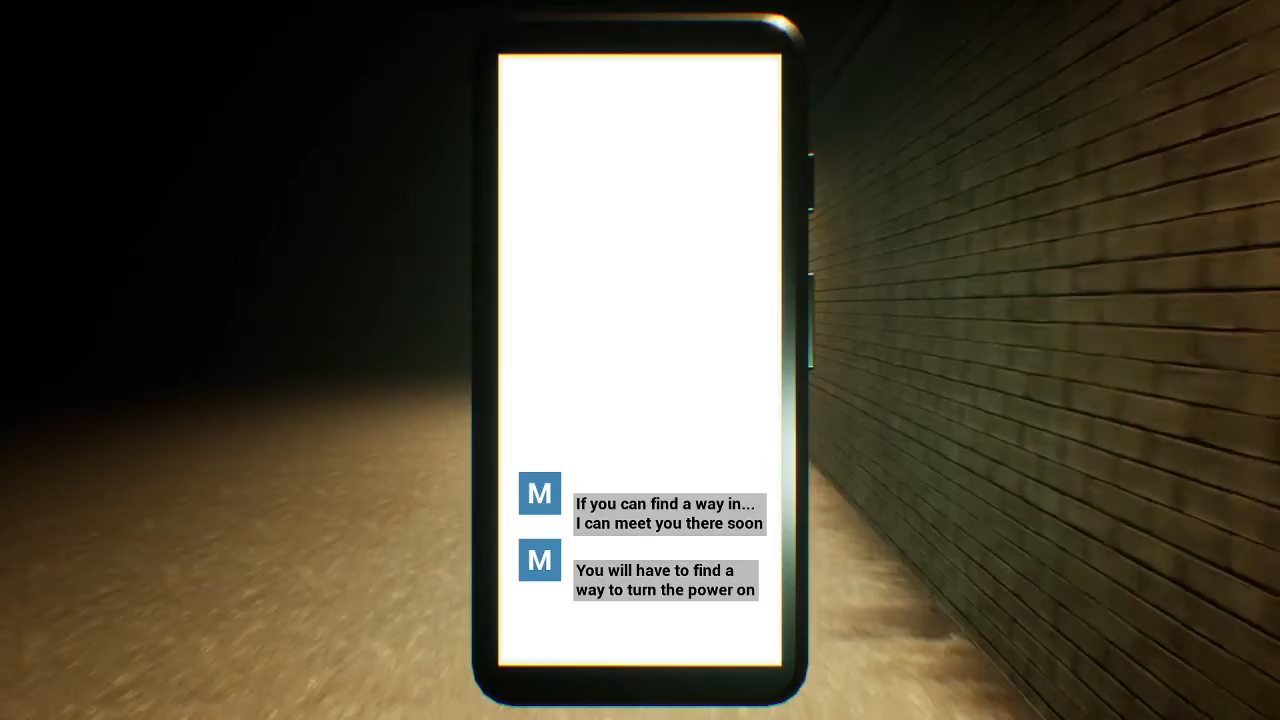 M
If you can find a way in...
I can meet you there soon
M
You will have to find a
way to turn the power on